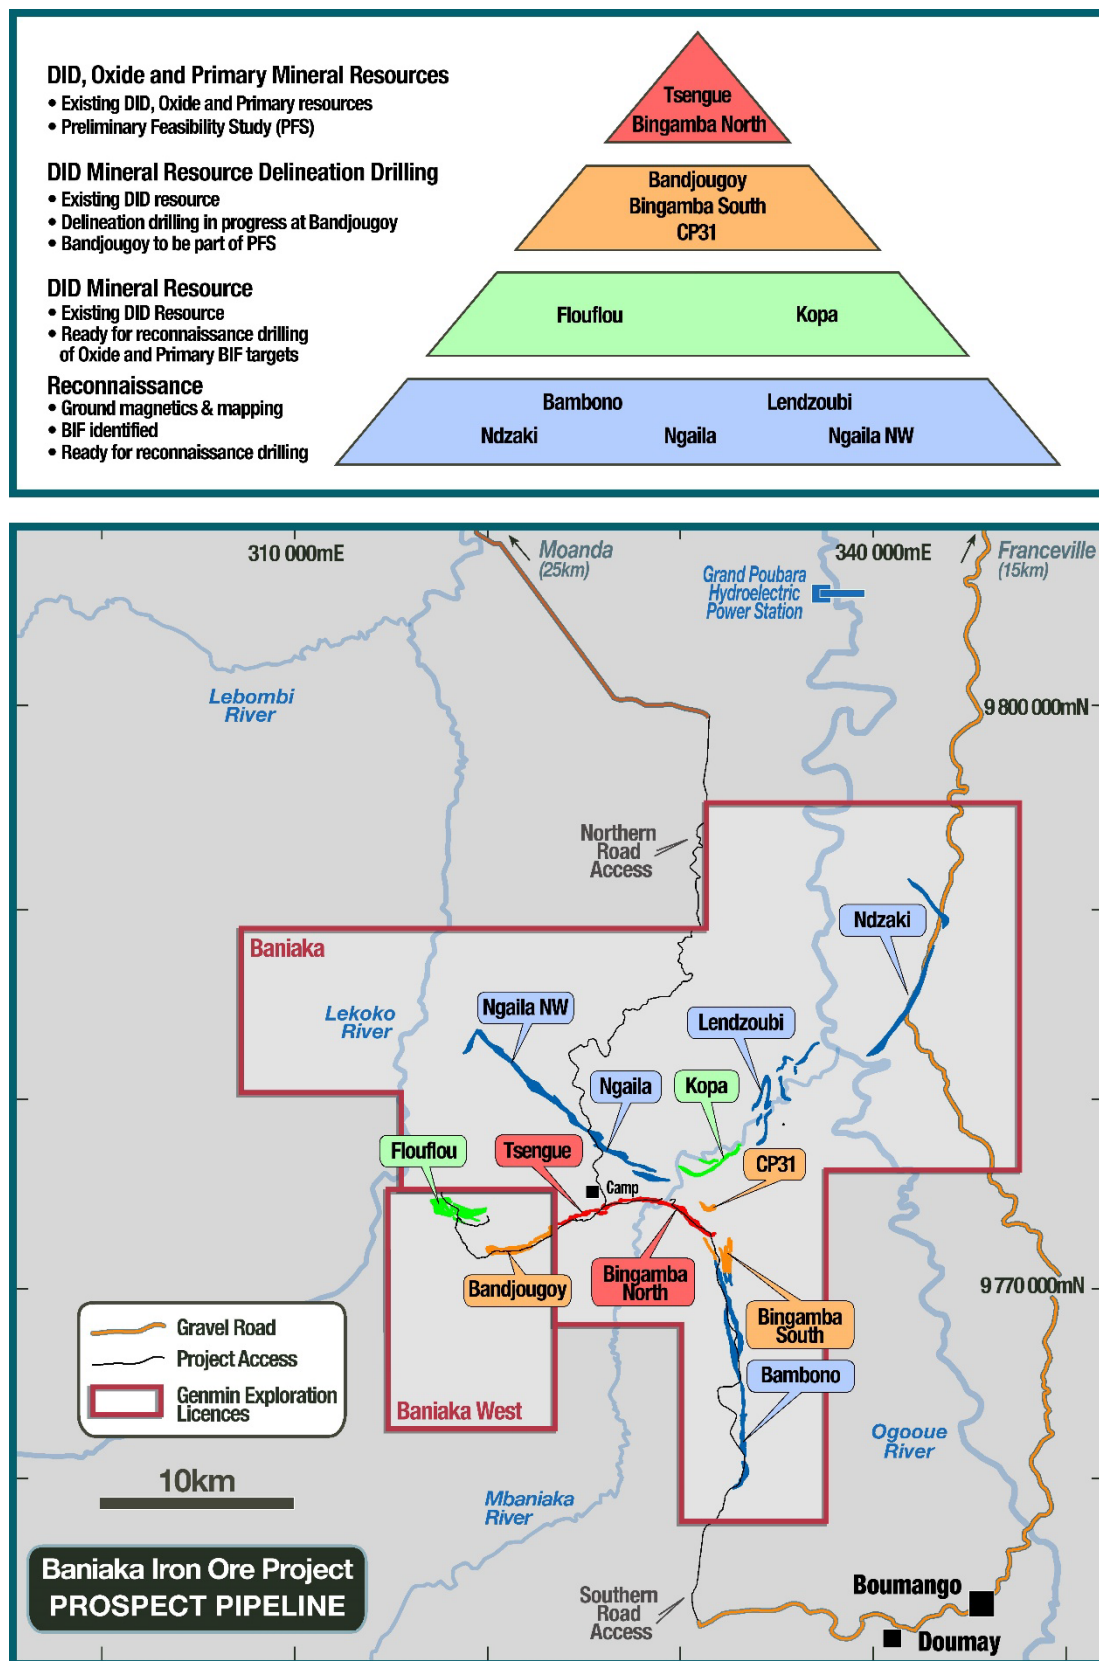 DID, Oxide and Primary Mineral Resources
• Existing DID, Oxide and Primary resources
• Preliminary Feasibility Study (PFS)
Tsengue
Bingamba North
DID Mineral Resource Delineation Drilling
• Existing DID resource
• Delineation drilling in progress at Bandjougoy
• Bandjougoy to be part of PFS
Bandjougoy
Bingamba South
CP31
DID Mineral Resource
• Existing DID Resource
• Ready for reconnaissance drilling
of Oxide and Primary BIF targets
Flouflou
Kopa
Reconnaissance
• Ground magnetics & mapping
• BIF identified
• Ready for reconnaissance drilling
Bambono
Lendzoubi
Ndzaki
Ngaila
Ngaila NW
310 000mE
Moanda
(25km)
340 000mE
Franceville
(15km)
Grand Poubara
Hydroelectric
Power Station
Lebombi
River
9 800 000mN
Northern
Road
Access
Ndzaki
Baniaka
Lekoko
River
Ngaila NW
Lendzoubi
Ngaila
Kopa
Flouflou
Tsengue
CP31
Camp
Bandjougoy
Bingamba
North
9 770 000mN
Bingamba
South
Bambono
Gravel Road
Project Access
Genmin Exploration
Licences
Baniaka West
Ogooue
River
10km
Mbaniaka
River
Baniaka Iron Ore Project
PROSPECT PIPELINE
Southern
Road
Access
Boumango
Doumay